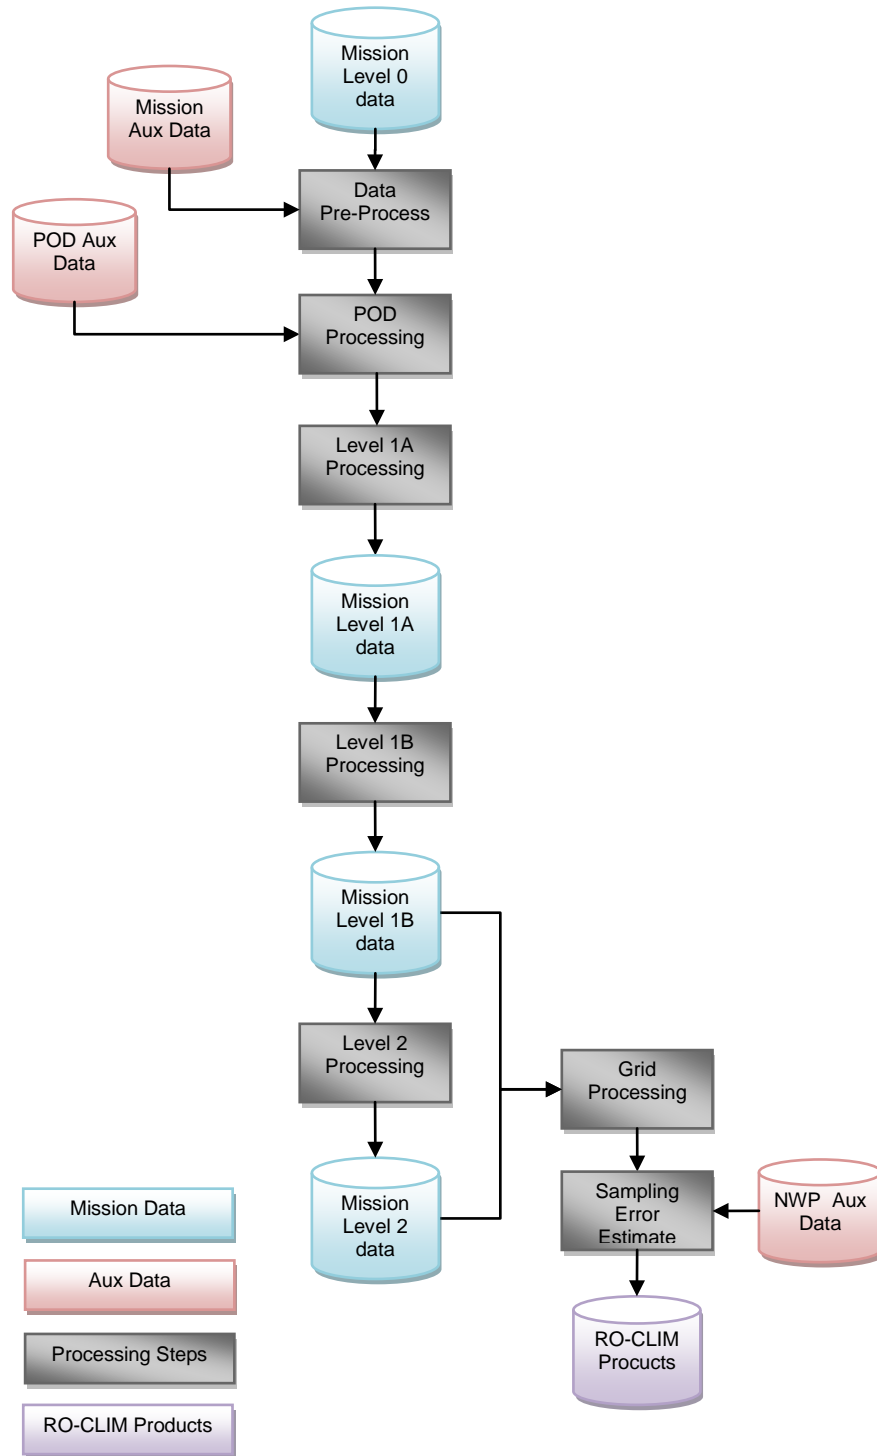 Mission
Level 0
data
Mission
Aux Data
Data
Pre-Process
POD Aux
Data
POD
Processing
Level 1A
Processing
Mission
Level 1A
data
Level 1B
Processing
Mission
Level 1B
data
Level 2
Processing
Grid
Processing
Mission
Level 2
data
Sampling
Error
Estimate
NWP Aux
Data
RO-CLIM
Procucts
Mission Data
Aux Data
Processing Steps
RO-CLIM Products